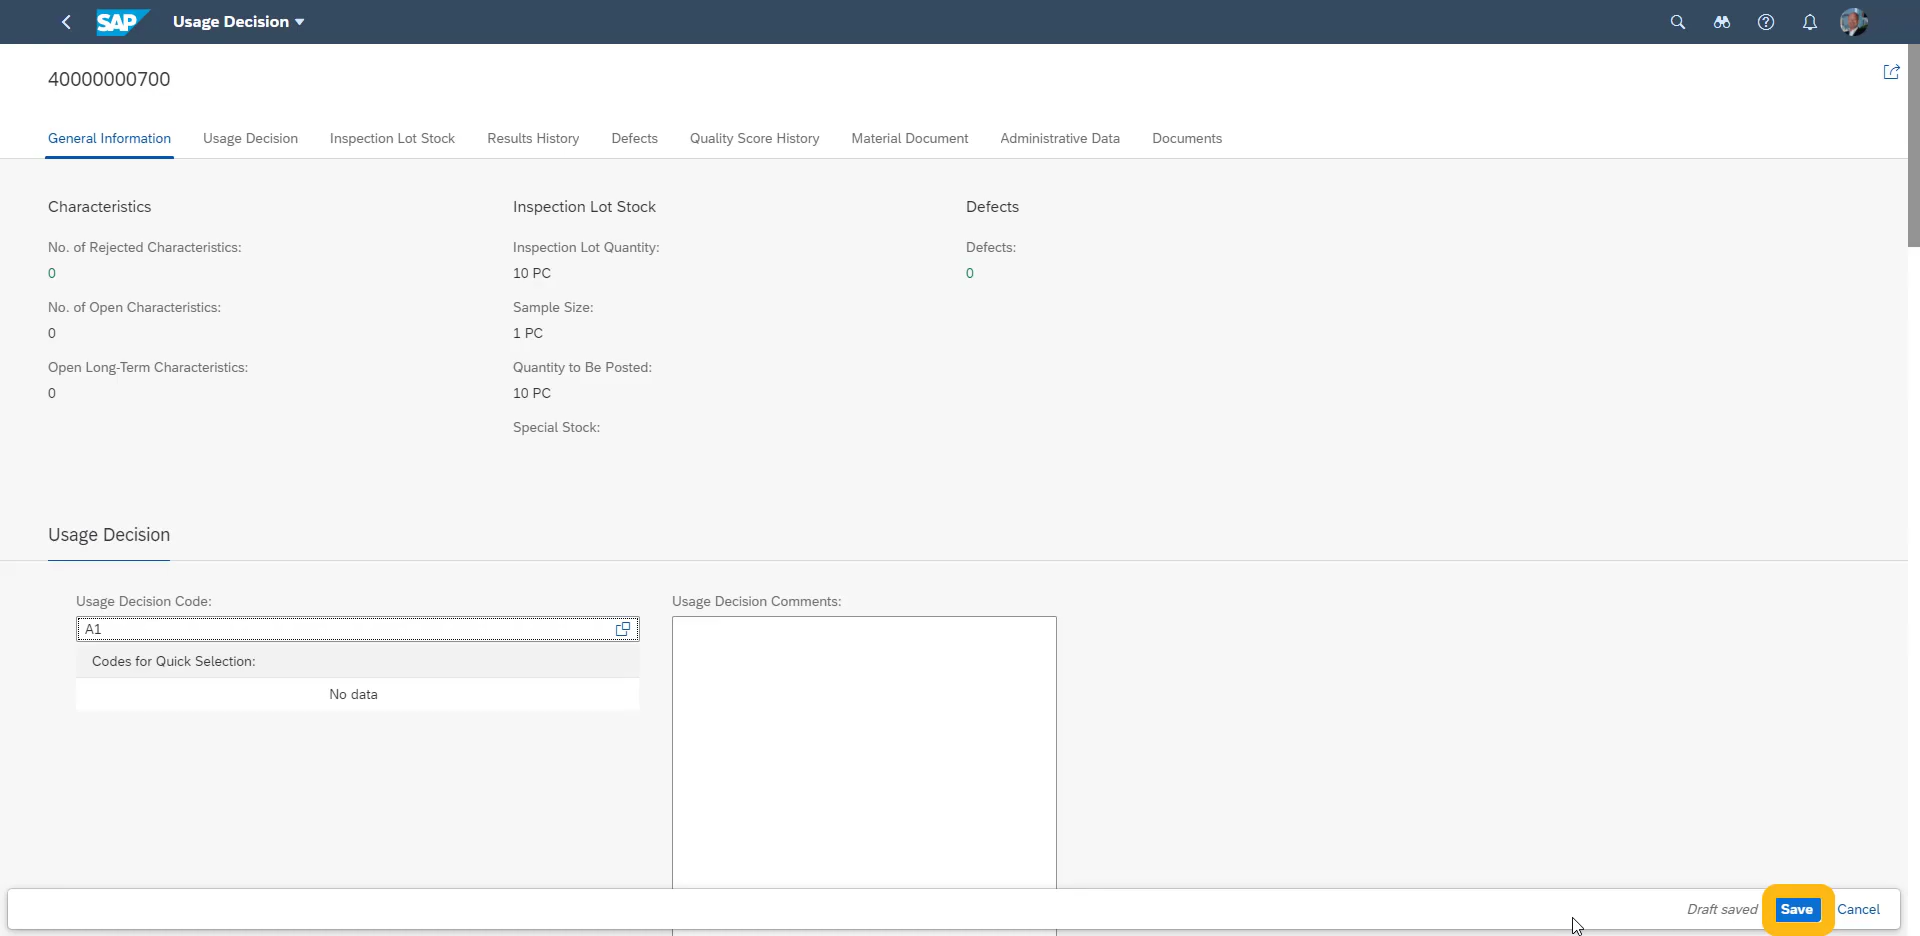 SAP Usage Decision
40000000700
General Information Usage Decision Inspection Lot Stock Results History Defects Quality Score History Material Document Administrative Data Documents
Characteristics
No. of Rejected Characteristics:
0
No. of Open Characteristics:
0
Open Long-Term Characteristics:
0
Inspection Lot Stock
Inspection Lot Quantity:
10 PC
Sample Size:
1 PC
Quantity to Be Posted:
10 PC
Special Stock:
Defects
Defects:
0
Usage Decision
Usage Decision Code:
A1
Codes for Quick Selection:
No data
Usage Decision Comments:
Draft saved Save Cancel